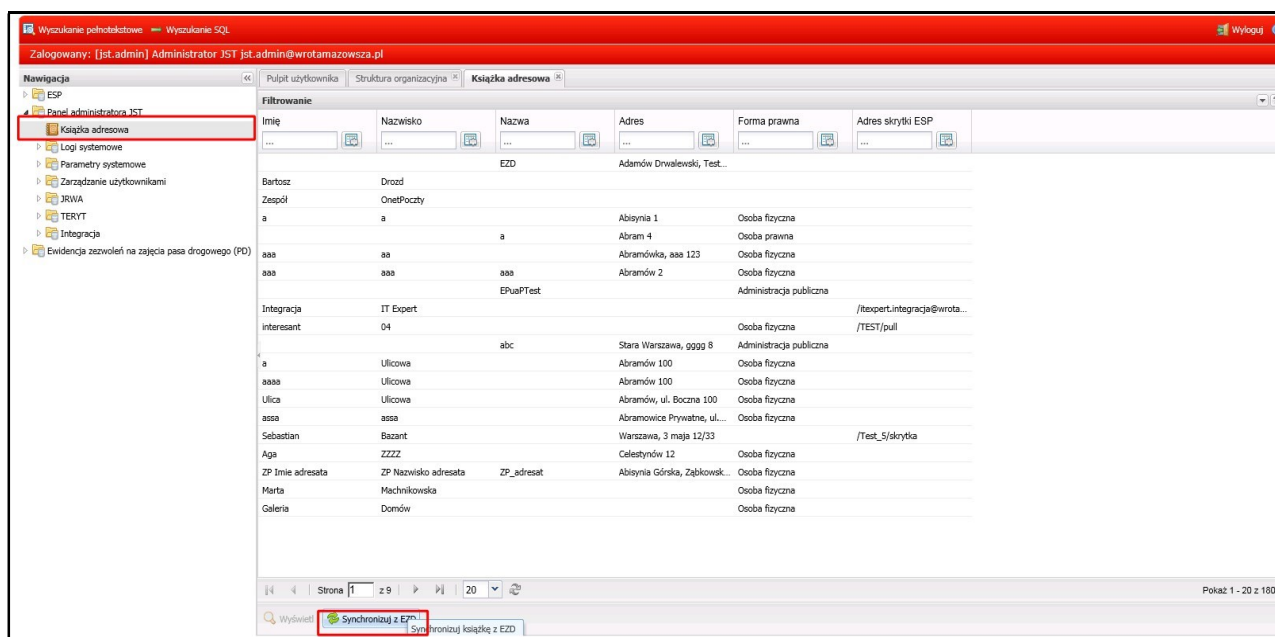 Wyszukanie pełnotekstowe Wyszukanie SQL Wyloguj
Zalogowany: [jst.admin] Administrator JST jst.admin@wrotamazowsza.pl
Nawigacja
ESP
Panel administratora JST
Książka adresowa
Logi systemowe
Parametry systemowe
Zarządzanie użytkownikami
JRWA
TERYT
Integracja
Ewidencja zezwoleń na zajęcia pasa drogowego (PD)
Pulpit użytkownika Struktura organizacyjna Książka adresowa
Filtrowanie
Imię Nazwisko Nazwa Adres Forma prawna Adres skrytki ESP
... ... ... ... ... ...
EZD Adamów Drwalewski, Test...
Bartosz Drozd
Zespół OnetPoczty
a a Abisynia 1 Osoba fizyczna
a Abram 4 Osoba prawna
aaa aa Abramówka, aaa 123 Osoba fizyczna
aaa aaa aaa Abramów 2 Osoba fizyczna
EPuaPTest Administracja publiczna
Integracja IT Expert /itexpert.integracja@wrota...
interesant 04 Osoba fizyczna /TEST/pull
abc Stara Warszawa, gggg 8 Administracja publiczna
a Ulicowa Abramów 100 Osoba fizyczna
aaaa Ulicowa Abramów 100 Osoba fizyczna
Ulica Ulicowa Abramów, ul. Boczna 100 Osoba fizyczna
assa assa Abramowice Prywatne, ul.... Osoba fizyczna
Sebastian Bazant Warszawa, 3 maja 12/33 /Test_5/skrytka
Aga ZZZZ Celestynów 12 Osoba fizyczna
ZP Imie adresata ZP Nazwisko adresata ZP_adresat Abisynia Górska, Ząbkowsk... Osoba fizyczna
Marta Machnikowska Osoba fizyczna
Galeria Domów Osoba fizyczna
Strona 1 z 9 20 Pokaż 1 - 20 z 180
Wyświetl Synchronizuj z EZD
Synchronizuj książkę z EZD